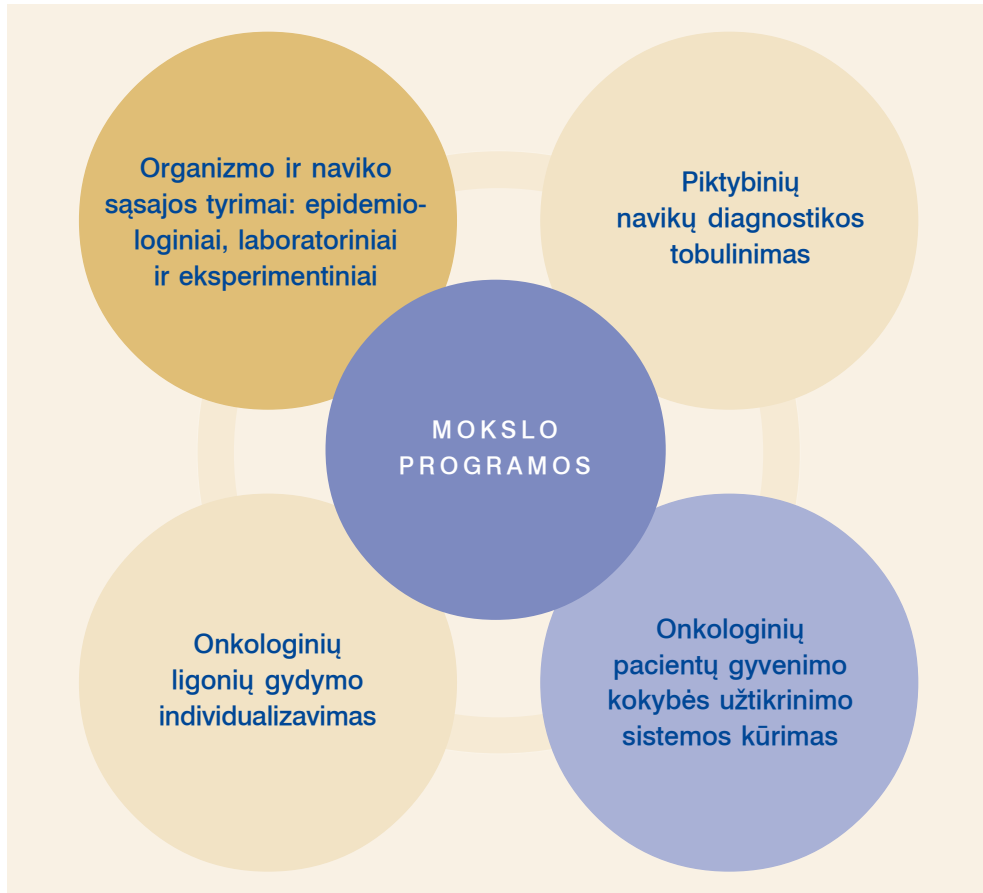 Organizmo ir naviko
sąsajos tyrimai: epidemio-
loginiai, laboratoriniai
ir eksperimentiniai
Piktybinių
navikų diagnostikos
tobulinimas
MOKSLO
PROGRAMOS
Onkologinių
ligonių gydymo
individualizavimas
Onkologinių
pacientų gyvenimo
kokybės užtikrinimo
sistemos kūrimas